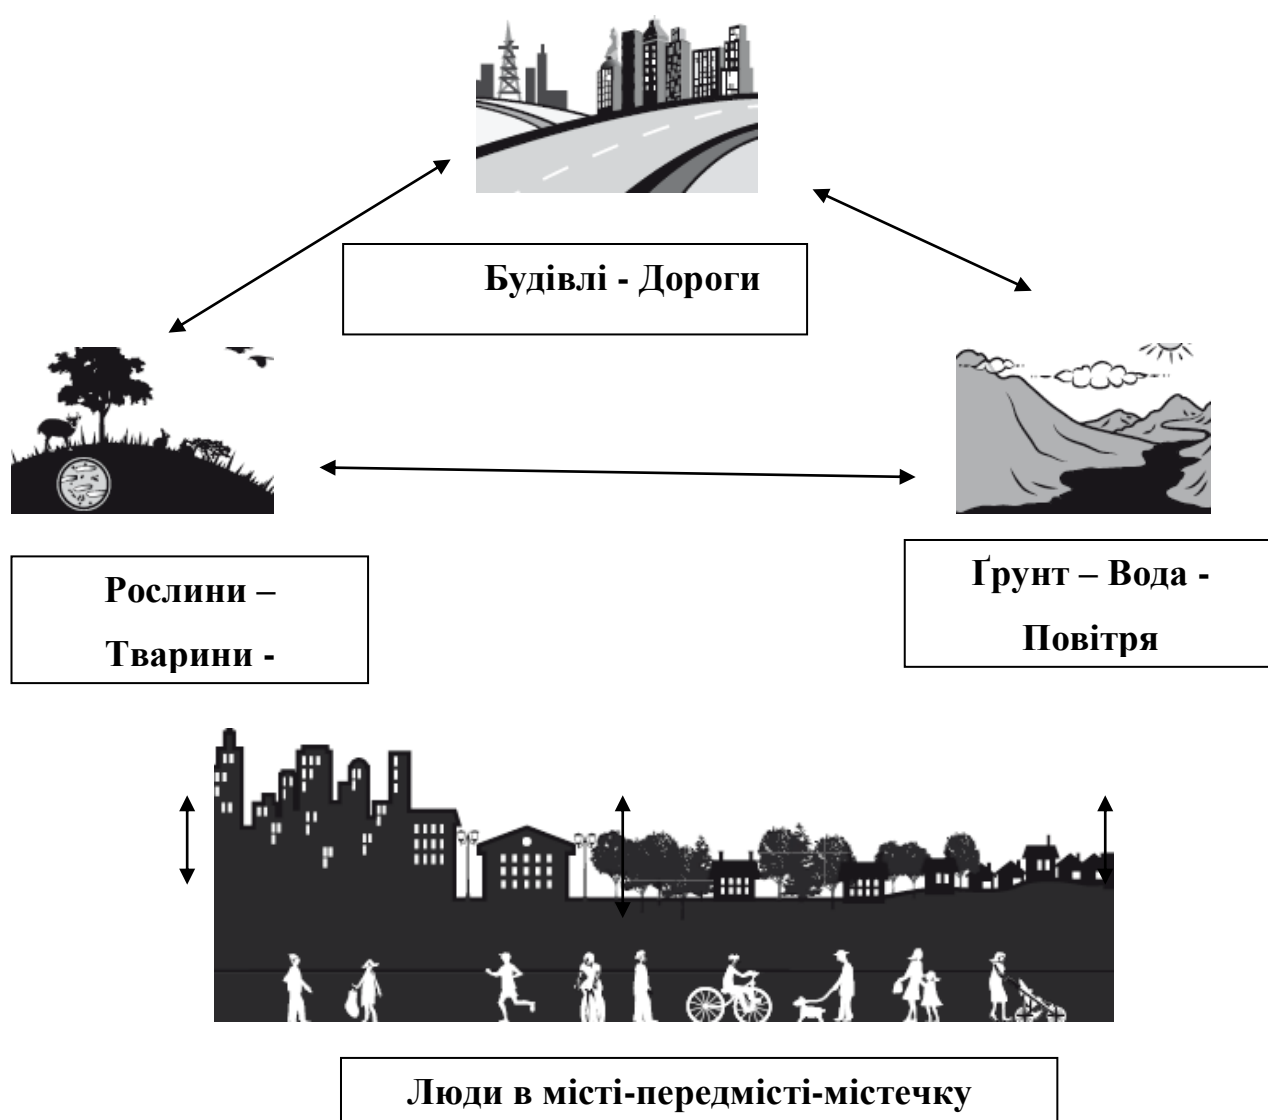 Будівлі - Дороги
Рослини –
Тварини -
Ґрунт – Вода -
Повітря
Люди в місті-передмісті-містечку